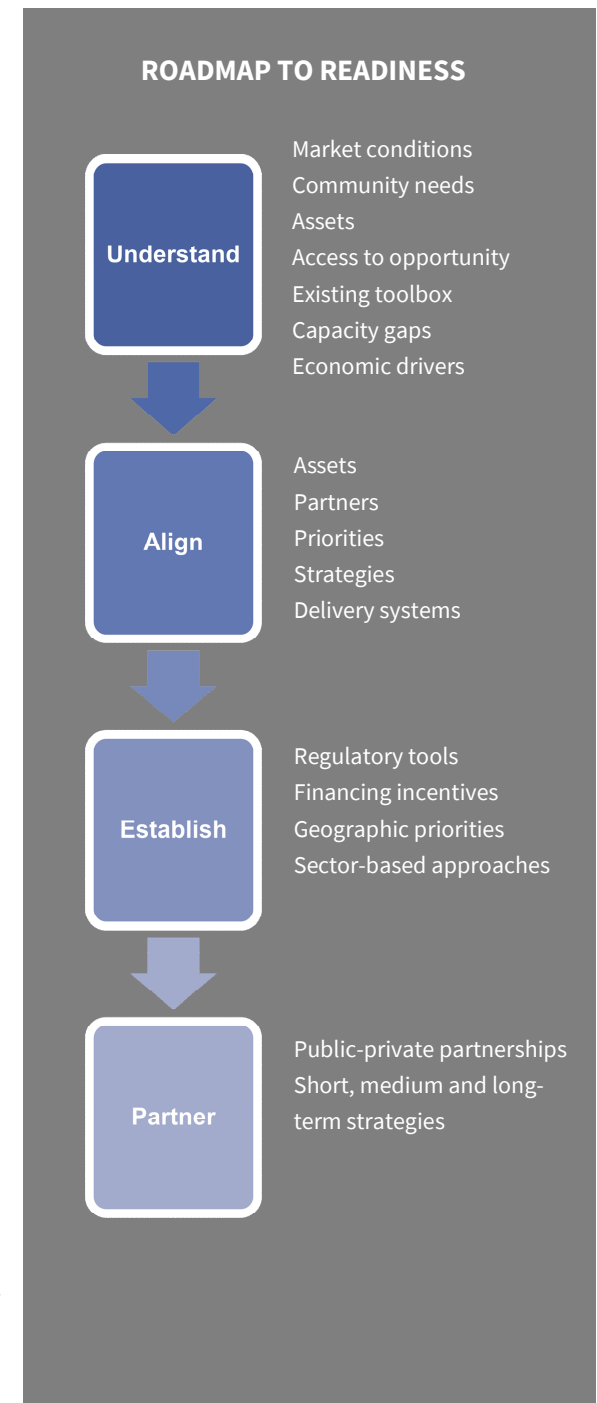 ROADMAP TO READINESS
Understand
Market conditions
Community needs
Assets
Access to opportunity
Existing toolbox
Capacity gaps
Economic drivers
Align
Assets
Partners
Priorities
Strategies
Delivery systems
Establish
Regulatory tools
Financing incentives
Geographic priorities
Sector-based approaches
Partner
Public-private partnerships
Short, medium and long-
term strategies